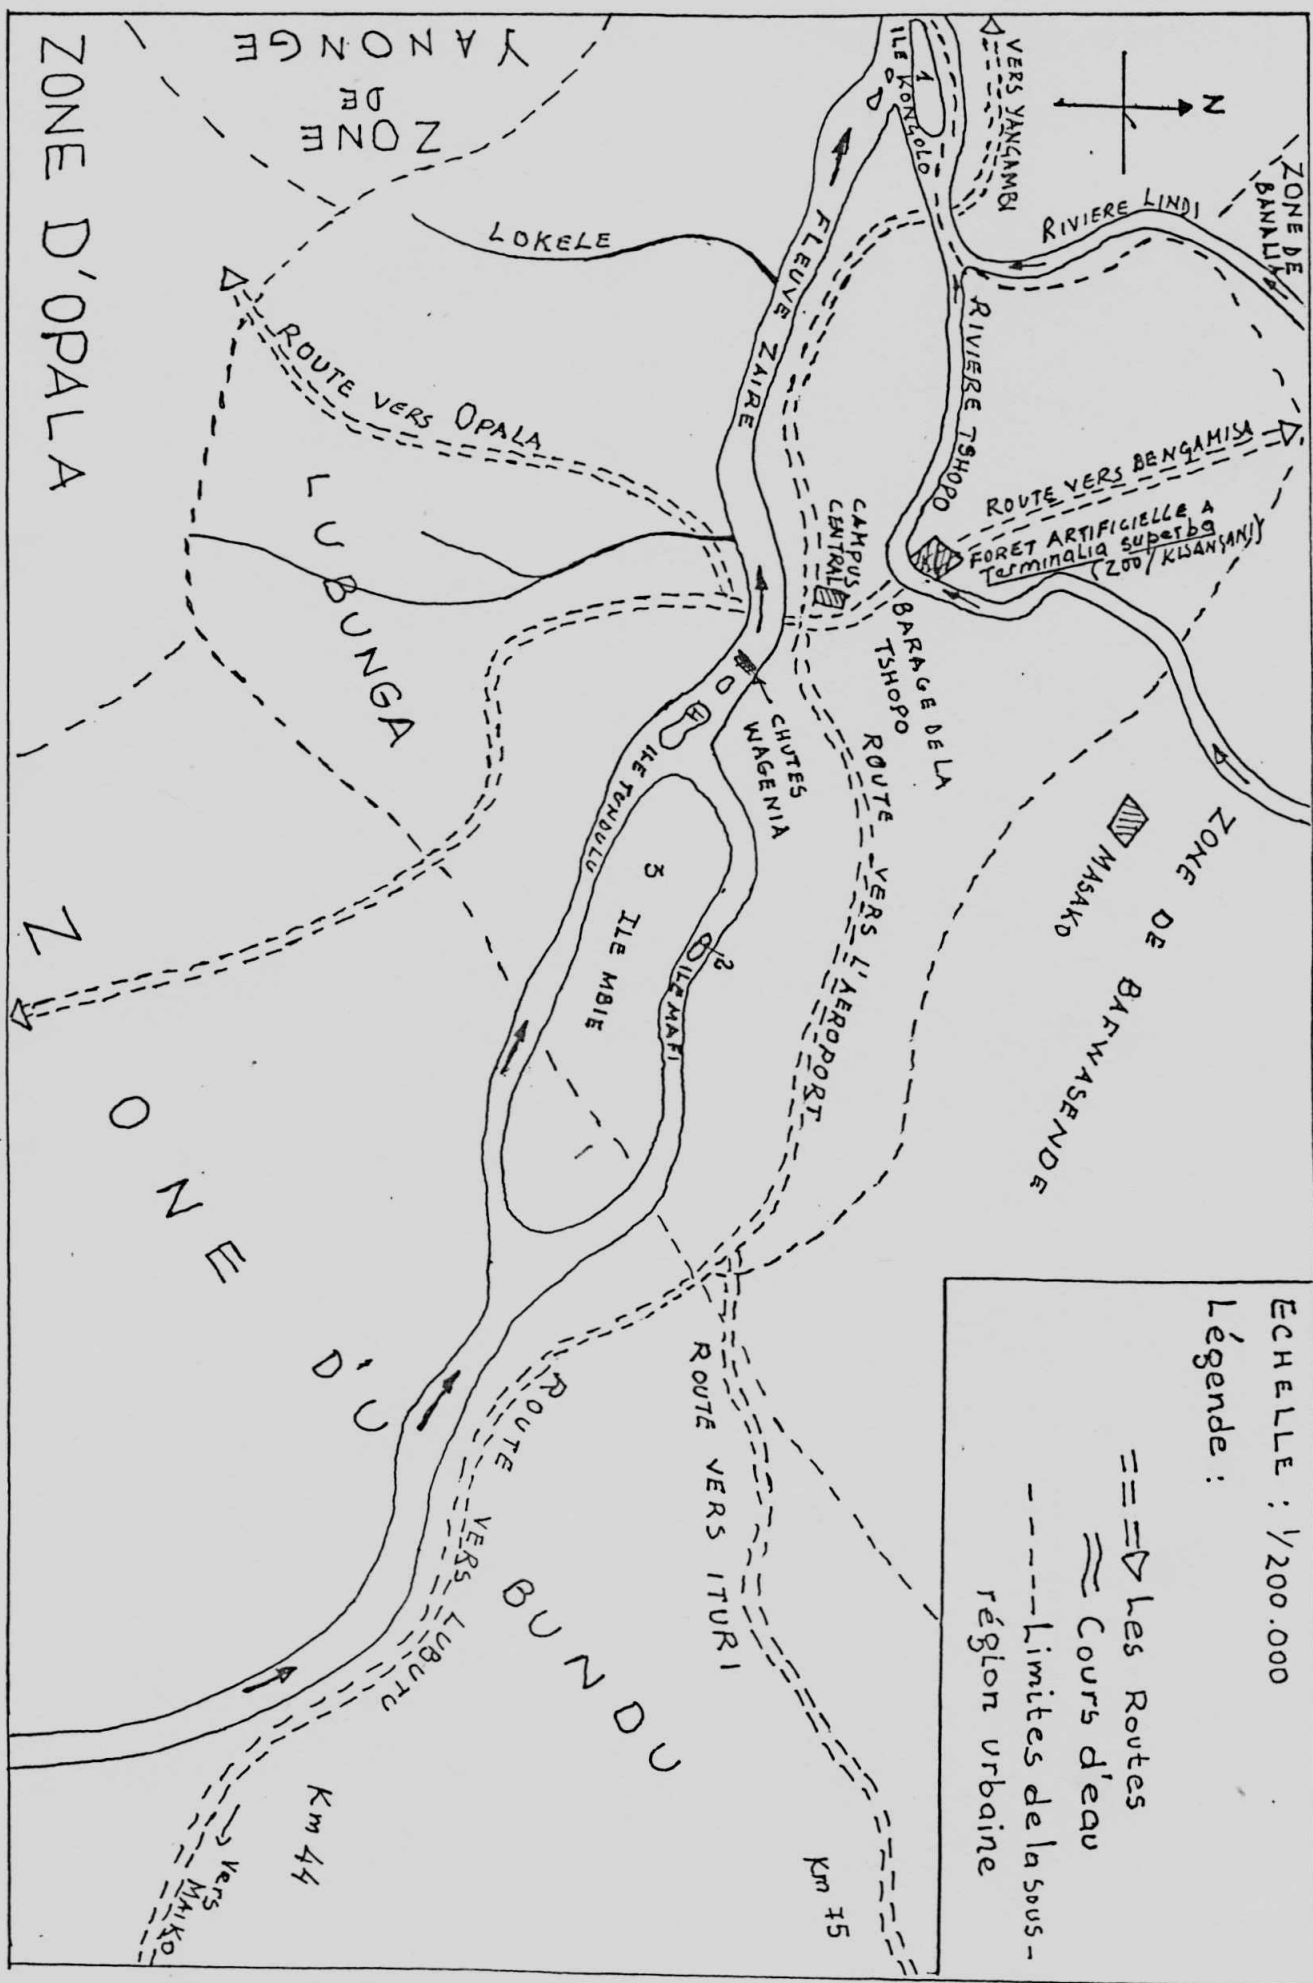 N
ZONE DE
BANALIA
RIVIERE LINDI
VERS YANGAMBI
1
ILE KONGOLO
RIVIERE TSHOPO
ROUTE VERS BENGAMISA
FORET ARTIFICIELLE A
Terminalia superba
(ZOO/KISANGANI)
FLEUVE ZAIRE
LOKELE
YANONGE
DE
ZONE
ZONE D'OPALA
ROUTE VERS OPALA
LUBUNGA
CAMPUS
CENTRAL
BARAGE DE LA
TSHOPO
CHUTES
WAGENIA
4
ILE TUNDULU
3
ILE MBIE
2
ILE MAFI
ROUTE VERS L'AEROPORT
MASAKO
ZONE DE BAFWASENDE
ZONE D'UBUNDU
ROUTE VERS ITURI
Km 75
ROUTE VERS LUBUTU
Km 44
Vers
MAIKO
ECHELLE : 1/200.000
Légende :
Les Routes
Cours d'eau
Limites de la sous-
région urbaine